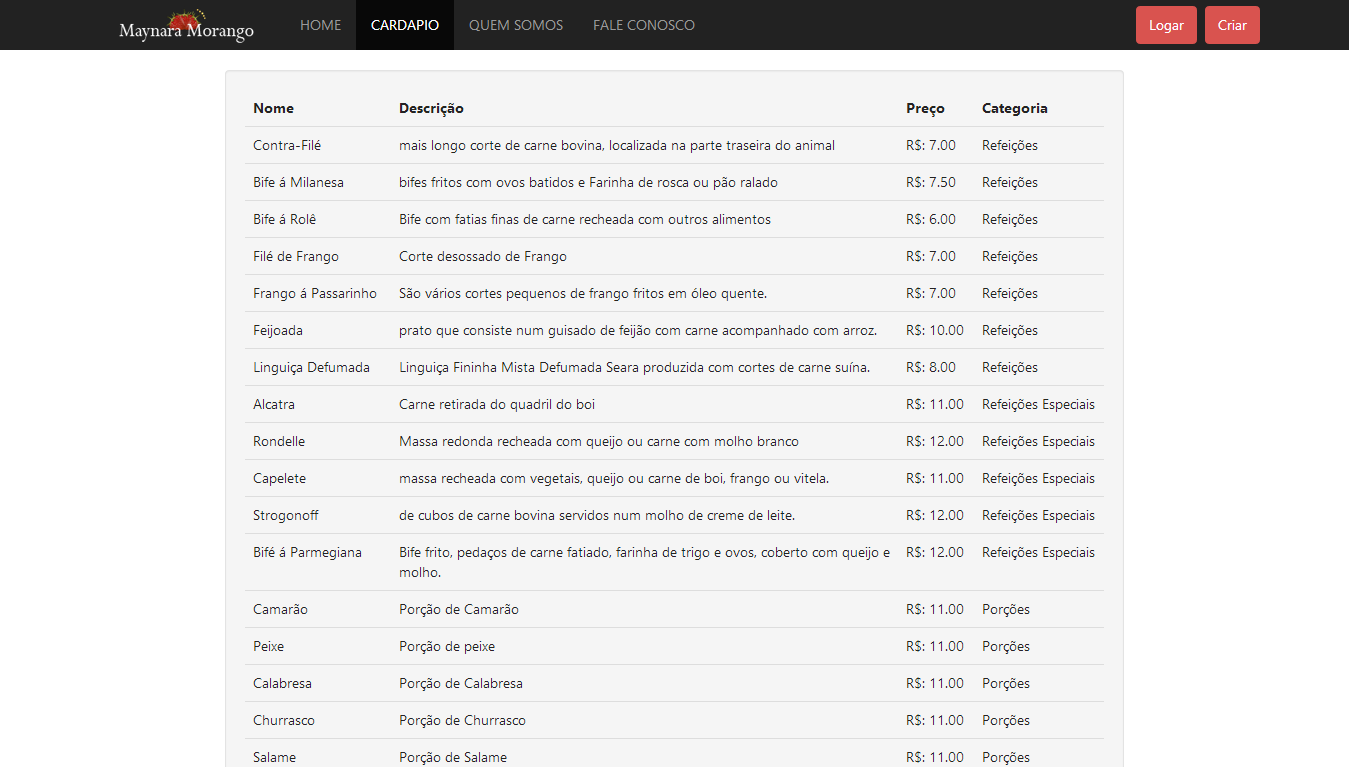 Maynara Morango HOME CARDAPIO QUEM SOMOS FALE CONOSCO Logar Criar
Nome Descrição Preço Categoria
Contra-Filé mais longo corte de carne bovina, localizada na parte traseira do animal R$: 7.00 Refeições
Bife á Milanesa bifes fritos com ovos batidos e Farinha de rosca ou pão ralado R$: 7.50 Refeições
Bife á Rolê Bife com fatias finas de carne recheada com outros alimentos R$: 6.00 Refeições
Filé de Frango Corte desossado de Frango R$: 7.00 Refeições
Frango á Passarinho São vários cortes pequenos de frango fritos em óleo quente. R$: 7.00 Refeições
Feijoada prato que consiste num guisado de feijão com carne acompanhado com arroz. R$: 10.00 Refeições
Linguiça Defumada Linguiça Fininha Mista Defumada Seara produzida com cortes de carne suína. R$: 8.00 Refeições
Alcatra Carne retirada do quadril do boi R$: 11.00 Refeições Especiais
Rondelle Massa redonda recheada com queijo ou carne com molho branco R$: 12.00 Refeições Especiais
Capelete massa recheada com vegetais, queijo ou carne de boi, frango ou vitela. R$: 11.00 Refeições Especiais
Strogonoff de cubos de carne bovina servidos num molho de creme de leite. R$: 12.00 Refeições Especiais
Bifé á Parmegiana Bife frito, pedaços de carne fatiado, farinha de trigo e ovos, coberto com queijo e R$: 12.00 Refeições Especiais
molho.
Camarão Porção de Camarão R$: 11.00 Porções
Peixe Porção de peixe R$: 11.00 Porções
Calabresa Porção de Calabresa R$: 11.00 Porções
Churrasco Porção de Churrasco R$: 11.00 Porções
Salame Porção de Salame R$: 11.00 Porções